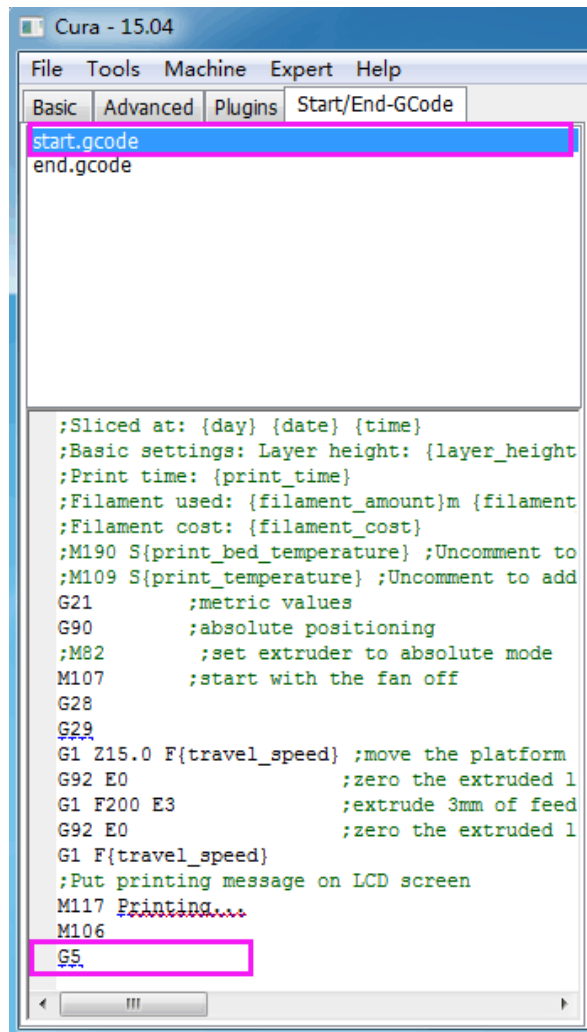 Cura - 15.04
File Tools Machine Expert Help
Basic Advanced Plugins Start/End-GCode
start.gcode
end.gcode
;Sliced at: {day} {date} {time}
;Basic settings: Layer height: {layer_height
;Print time: {print_time}
;Filament used: {filament_amount}m {filament
;Filament cost: {filament_cost}
;M190 S{print_bed_temperature} ;Uncomment to
;M109 S{print_temperature} ;Uncomment to add
G21 ;metric values
G90 ;absolute positioning
;M82 ;set extruder to absolute mode
M107 ;start with the fan off
G28
G29
G1 Z15.0 F{travel_speed} ;move the platform
G92 E0 ;zero the extruded l
G1 F200 E3 ;extrude 3mm of feed
G92 E0 ;zero the extruded l
G1 F{travel_speed}
;Put printing message on LCD screen
M117 Printing...
M106
G5